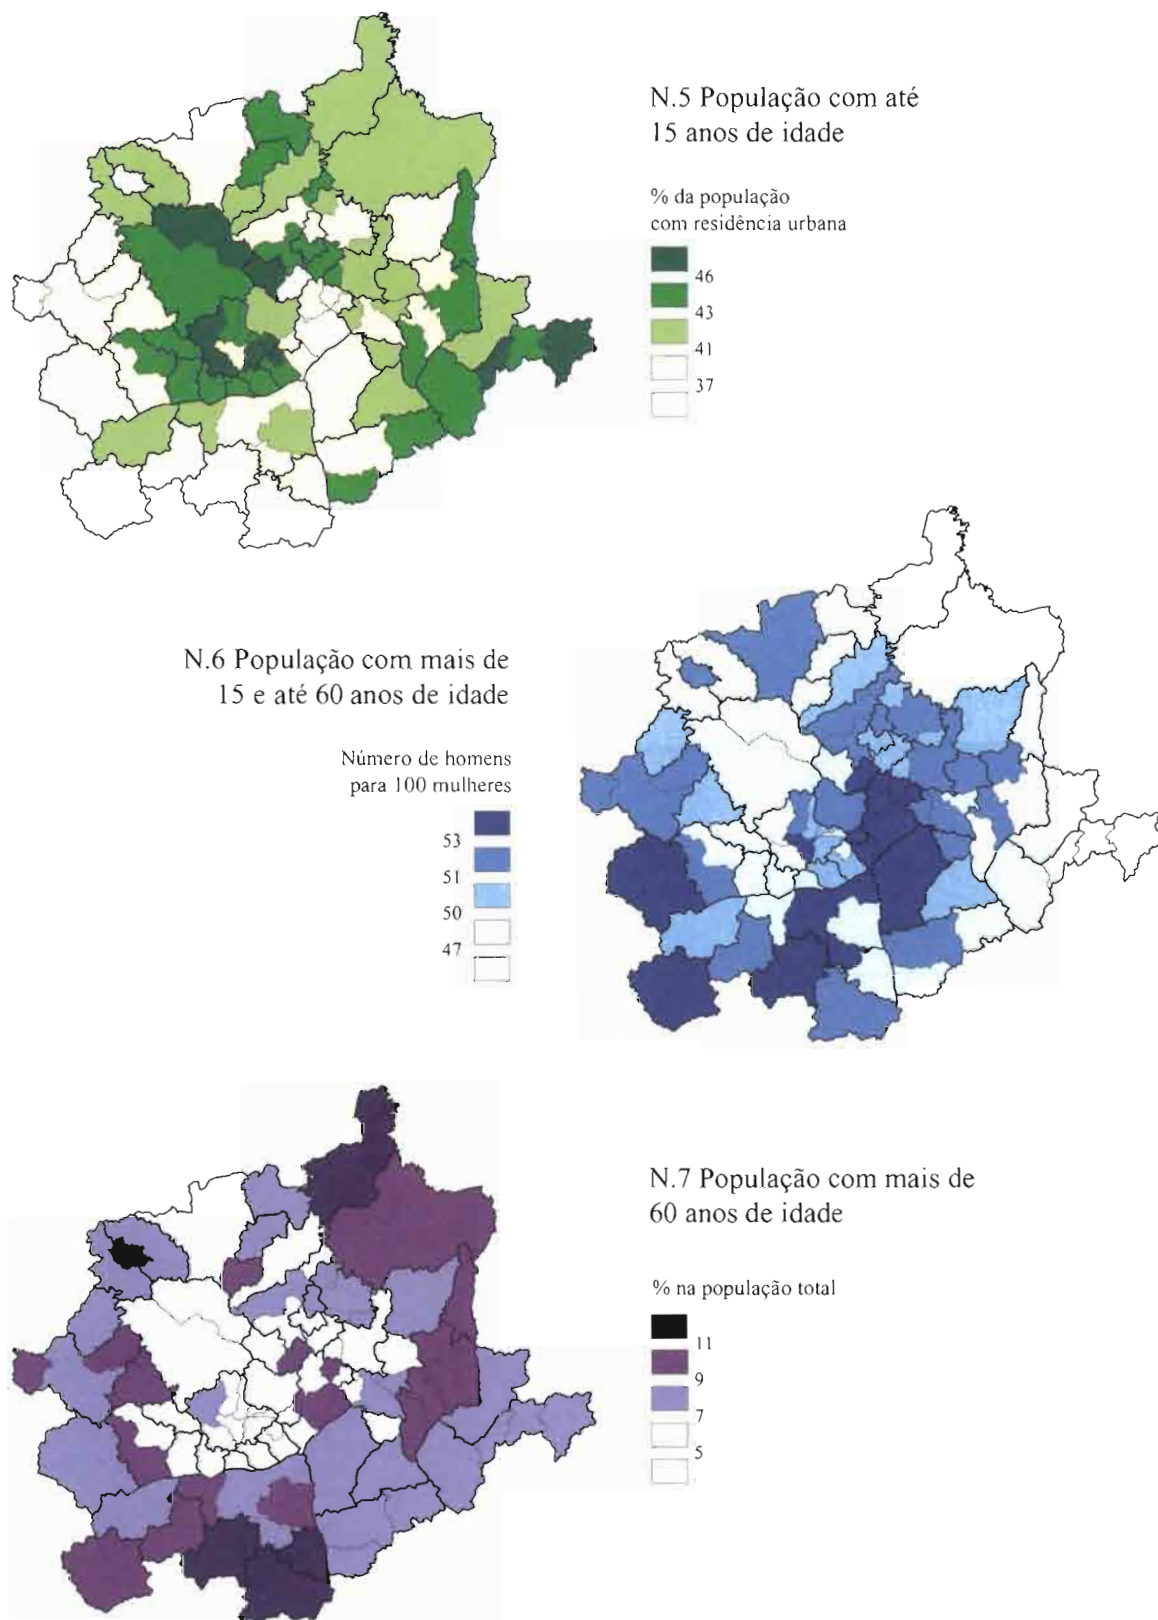 N.5 População com até
15 anos de idade
% da população
com residência urbana
46
43
41
37
N.6 População com mais de
15 e até 60 anos de idade
Número de homens
para 100 mulheres
53
51
50
47
N.7 População com mais de
60 anos de idade
% na população total
11
9
7
5